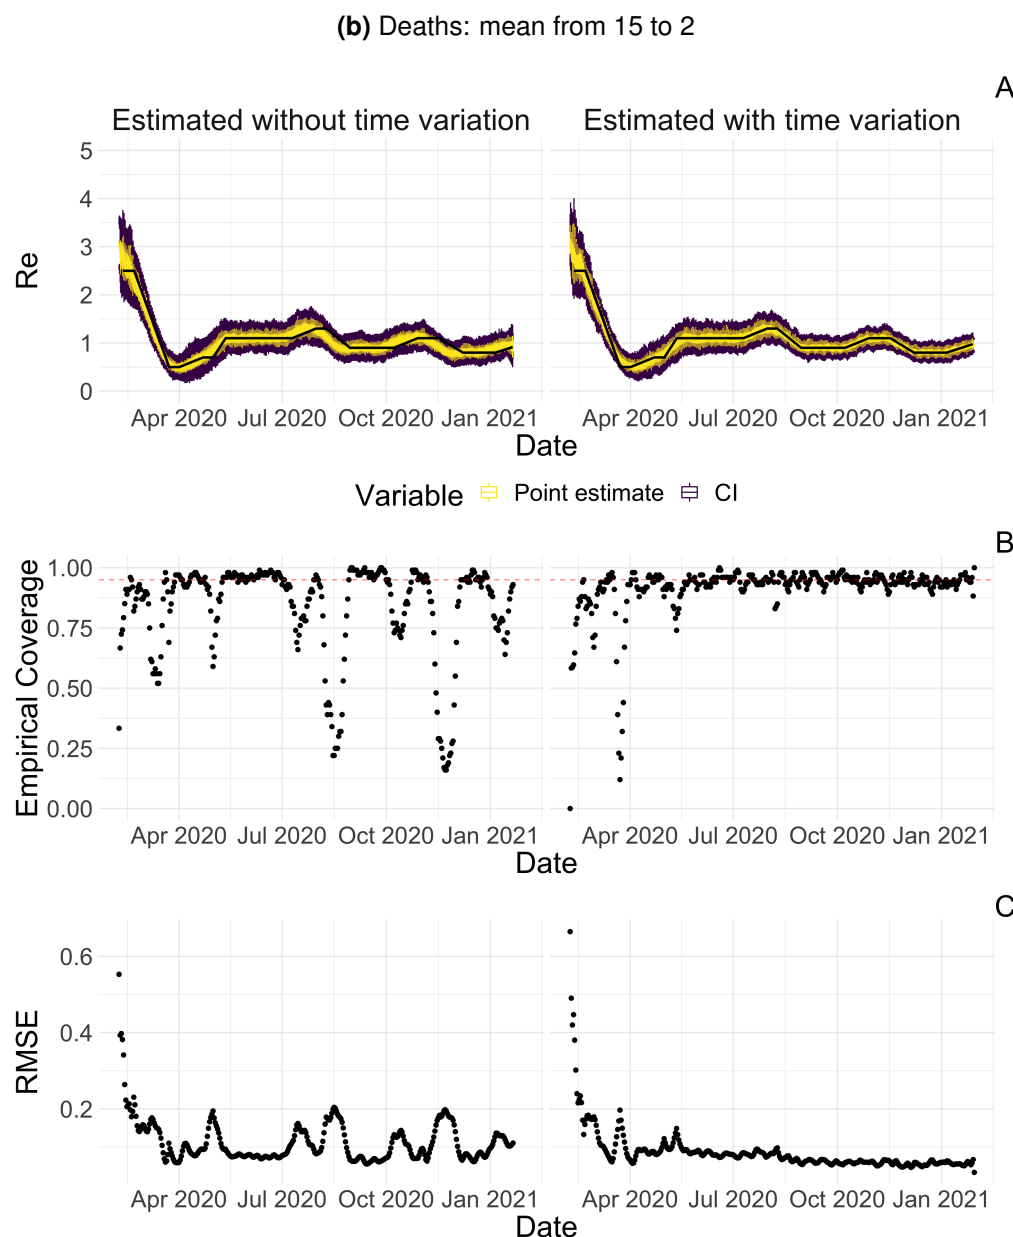 (b) Deaths: mean from 15 to 2
A
Estimated without time variation
Estimated with time variation
5
4
3
2
1
0
Re
Apr 2020 Jul 2020 Oct 2020 Jan 2021
Apr 2020 Jul 2020 Oct 2020 Jan 2021
Date
Variable Point estimate CI
B
1.00
0.75
0.50
0.25
0.00
Empirical Coverage
Apr 2020 Jul 2020 Oct 2020 Jan 2021
Apr 2020 Jul 2020 Oct 2020 Jan 2021
Date
C
0.6
0.4
0.2
RMSE
Apr 2020 Jul 2020 Oct 2020 Jan 2021
Apr 2020 Jul 2020 Oct 2020 Jan 2021
Date